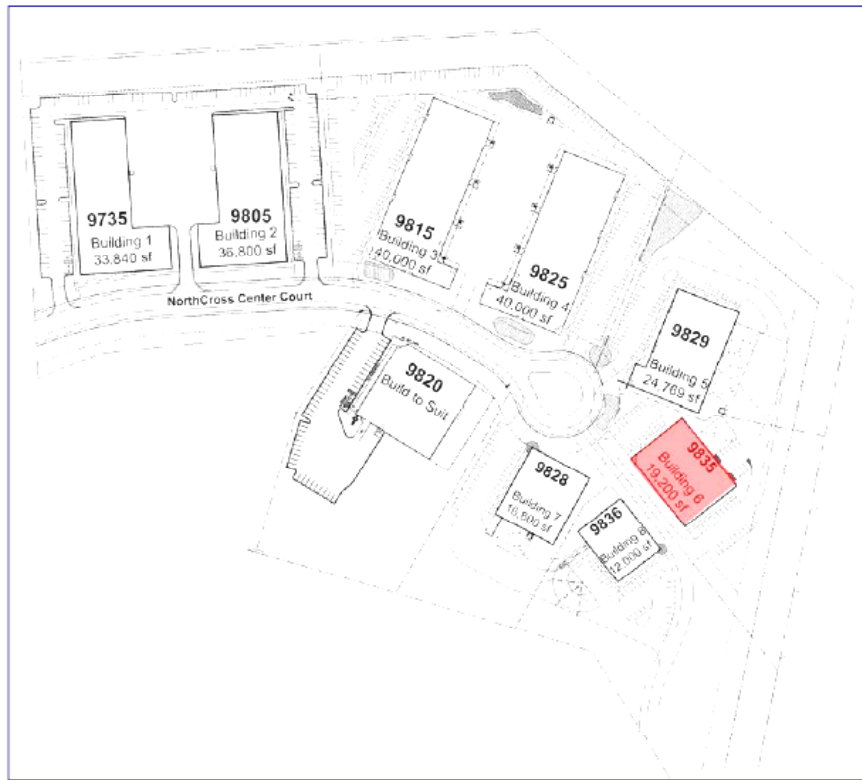 9735
Building 1
33,840 sf
9805
Building 2
36,800 sf
9815
Building 3
40,000 sf
9825
Building 4
40,000 sf
NorthCross Center Court
9829
Building 5
24,769 sf
9820
Build to Suit
9835
Building 6
19,200 sf
9828
Building 7
16,800 sf
9836
Building 8
12,000 sf